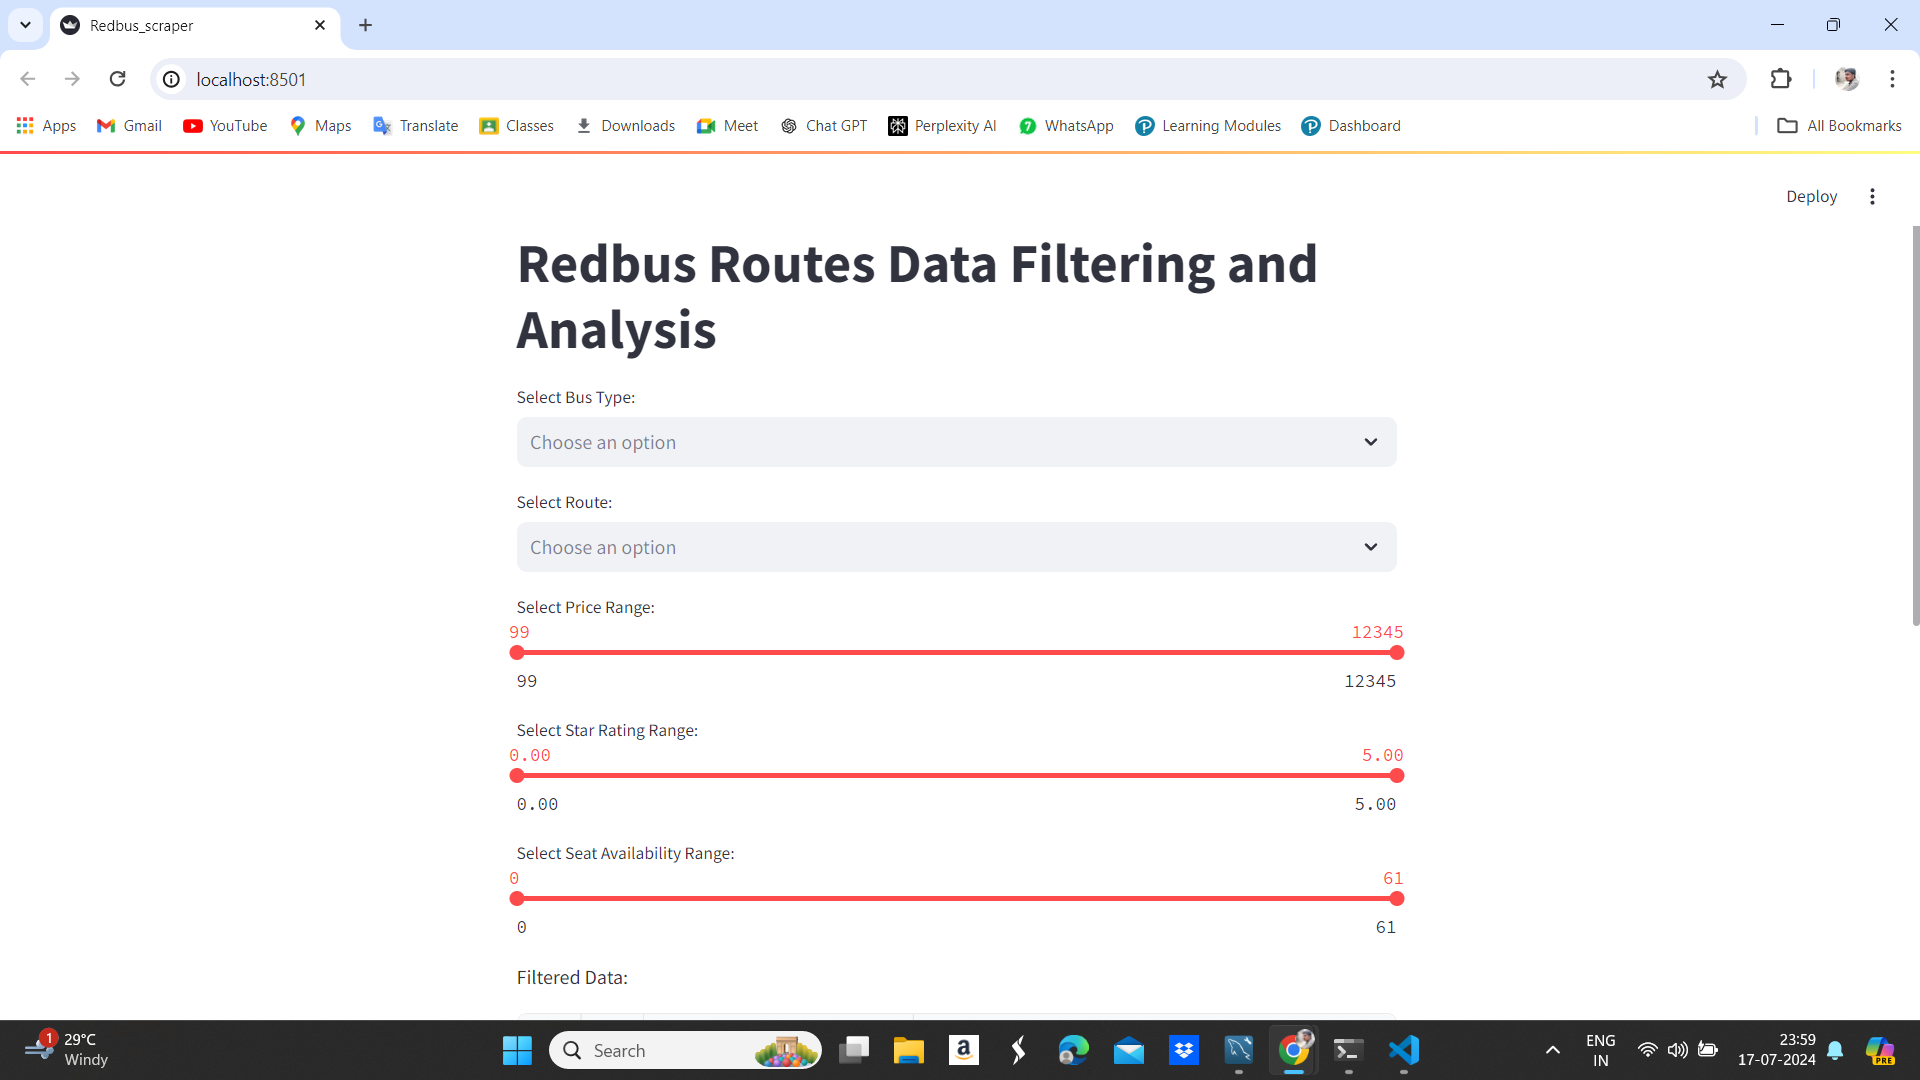 Redbus_scraper
localhost:8501
Apps Gmail YouTube Maps Translate Classes Downloads Meet Chat GPT Perplexity AI WhatsApp Learning Modules Dashboard All Bookmarks
Deploy
Redbus Routes Data Filtering and
Analysis
Select Bus Type:
Choose an option
Select Route:
Choose an option
Select Price Range:
99 12345
99 12345
Select Star Rating Range:
0.00 5.00
0.00 5.00
Select Seat Availability Range:
0 61
0 61
Filtered Data:
1 29°C
Windy
Search
ENG
IN
23:59
17-07-2024
PRE